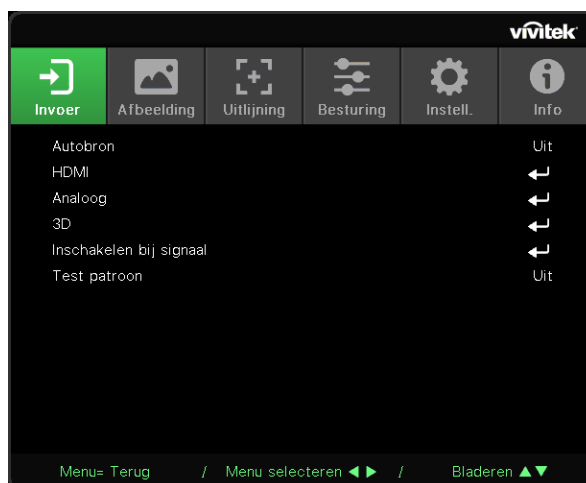 vivitek
Invoer Afbeelding Uitlijning Besturing Instell. Info
Autobron Uit
HDMI
Analoog
3D
Inschakelen bij signaal
Test patroon Uit
Menu= Terug / Menu selecteren ◀ ▶ / Bladeren ▲▼